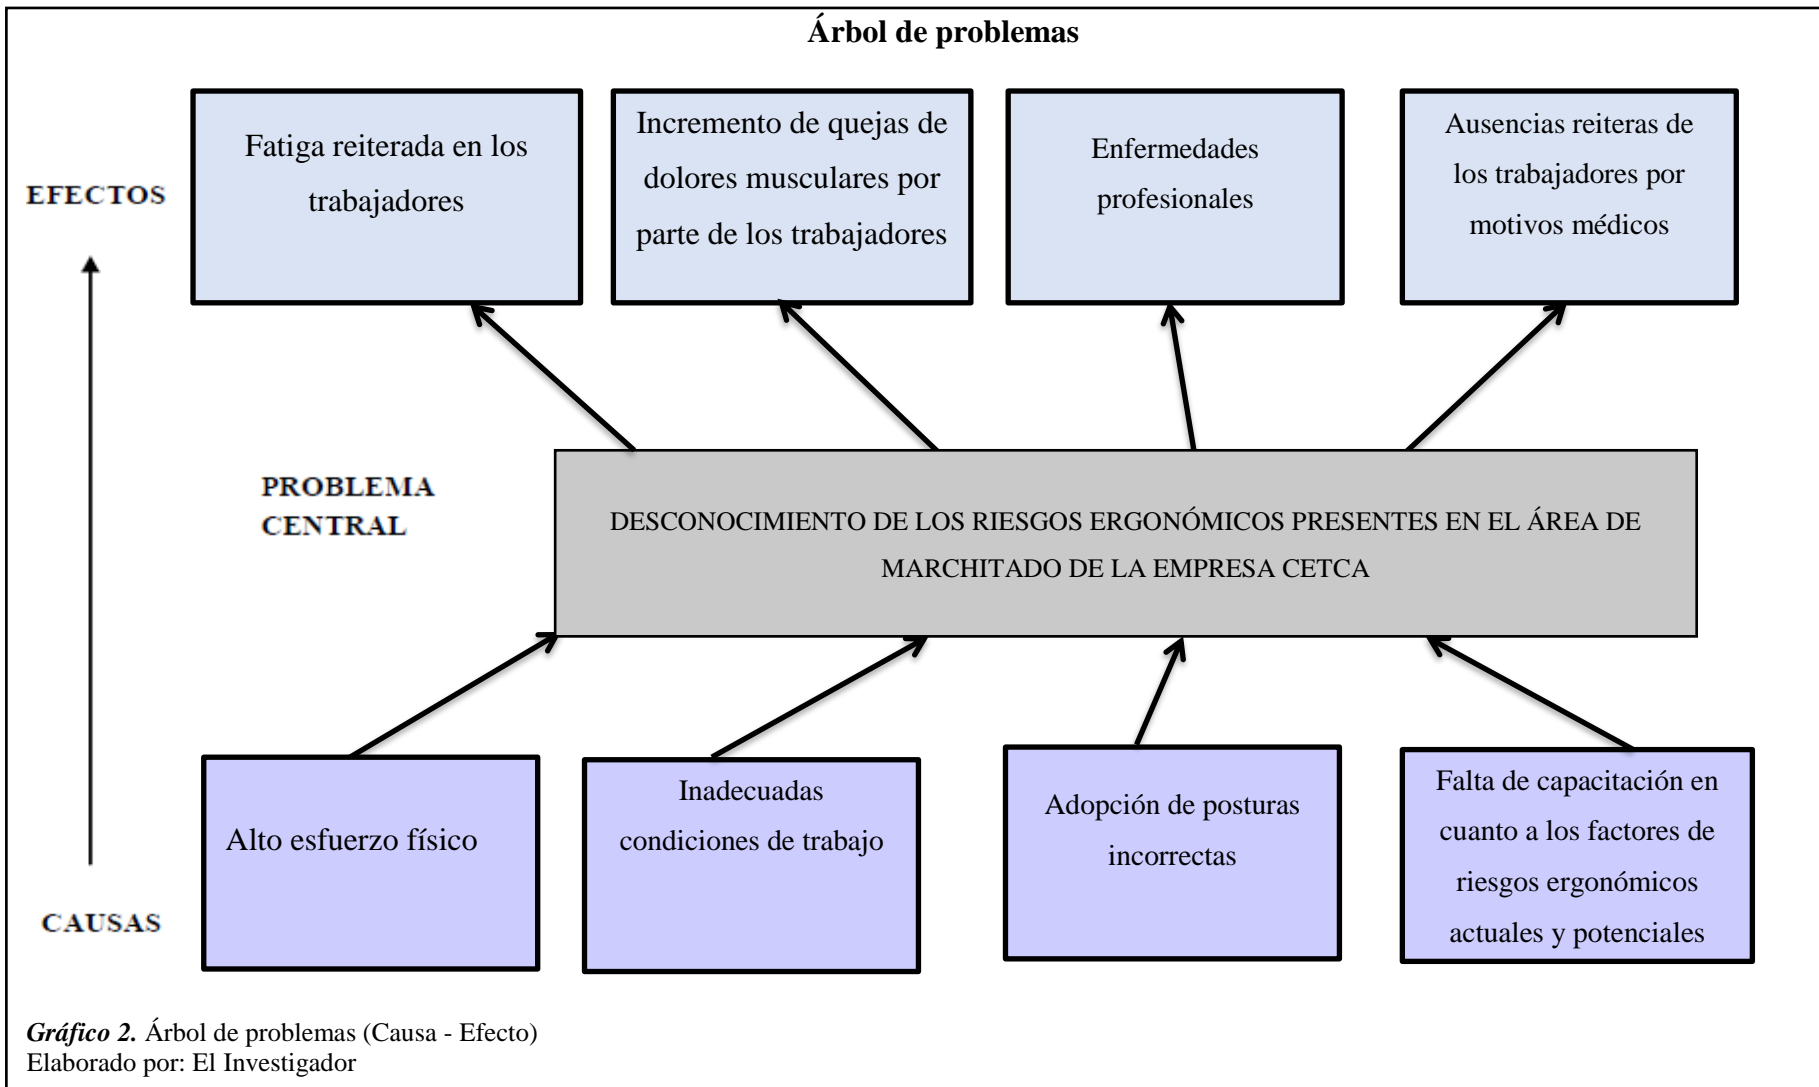 Árbol de problemas
EFECTOS
Fatiga reiterada en los
trabajadores
Incremento de quejas de
dolores musculares por
parte de los trabajadores
Enfermedades
profesionales
Ausencias reiteras de
los trabajadores por
motivos médicos
PROBLEMA
CENTRAL
DESCONOCIMIENTO DE LOS RIESGOS ERGONÓMICOS PRESENTES EN EL ÁREA DE
MARCHITADO DE LA EMPRESA CETCA
CAUSAS
Alto esfuerzo físico
Inadecuadas
condiciones de trabajo
Adopción de posturas
incorrectas
Falta de capacitación en
cuanto a los factores de
riesgos ergonómicos
actuales y potenciales
Gráfico 2. Árbol de problemas (Causa - Efecto)
Elaborado por: El Investigador